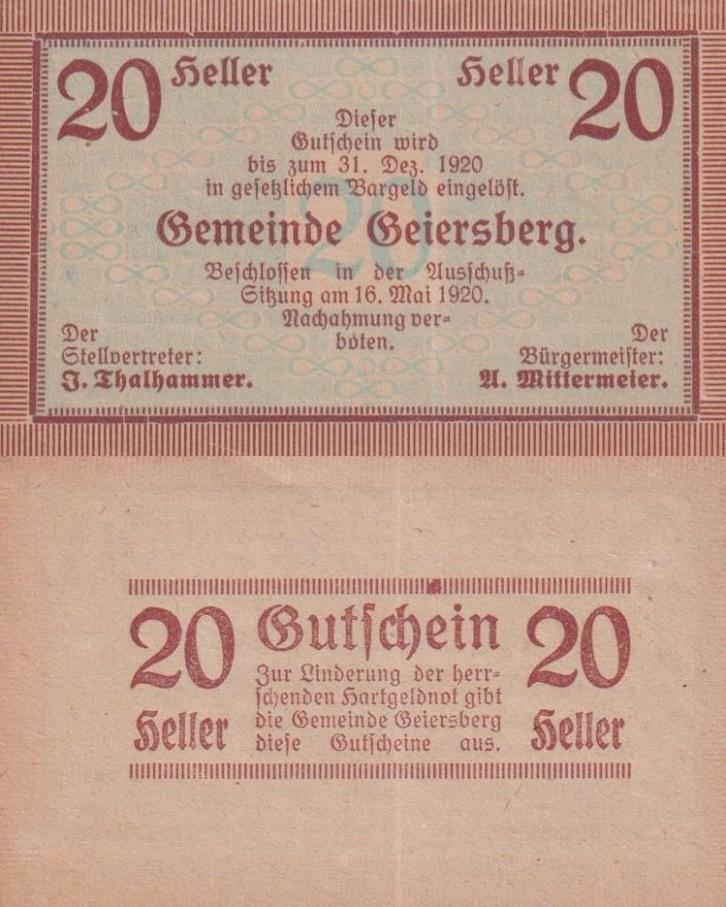 20 Heller Heller 20
Dieser
Gutschein wird
bis zum 31. Dez. 1920
in gesetzlichem Bargeld eingelöst.
20
Gemeinde Geiersberg.
Beschlossen in der Ausschuß-
Sitzung am 16. Mai 1920.
Nachahmung ver-
boten.
Der
Stellvertreter:
J. Thalhammer.
Der
Bürgermeister:
A. Mittermeier.
20 Gutschein 20
Zur Linderung der herr-
schenden Hartgeldnot gibt
die Gemeinde Geiersberg
diese Gutscheine aus.
Heller Heller